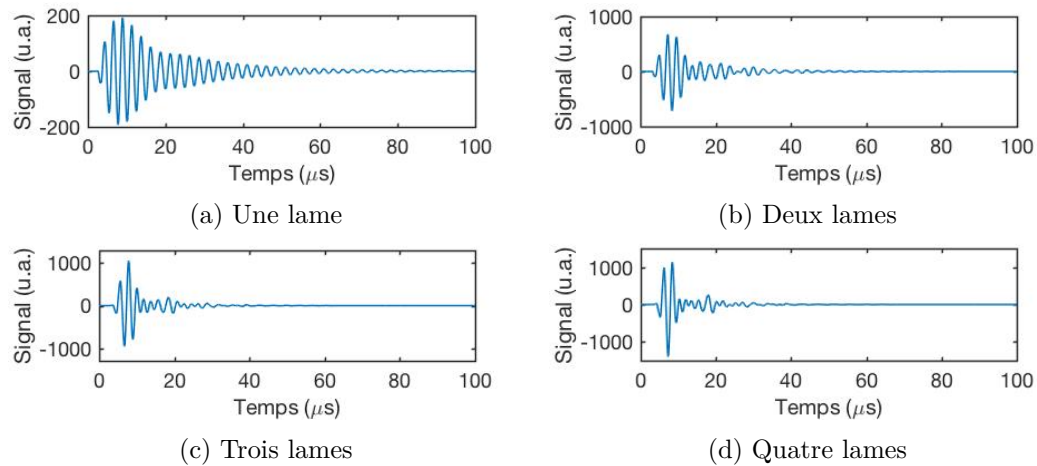 Signal (u.a.)
200
0
-200
0 20 40 60 80 100
Temps (μs)
(a) Une lame
Signal (u.a.)
1000
0
-1000
0 20 40 60 80 100
Temps (μs)
(b) Deux lames
Signal (u.a.)
1000
0
-1000
0 20 40 60 80 100
Temps (μs)
(c) Trois lames
Signal (u.a.)
1000
0
-1000
0 20 40 60 80 100
Temps (μs)
(d) Quatre lames